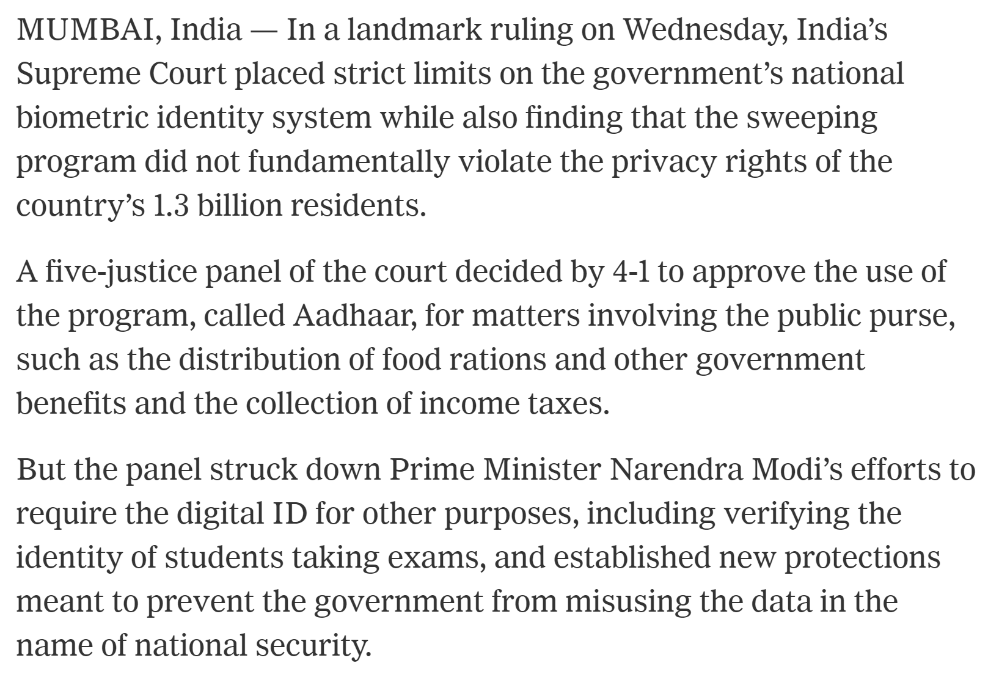 MUMBAI, India — In a landmark ruling on Wednesday, India’s
Supreme Court placed strict limits on the government’s national
biometric identity system while also finding that the sweeping
program did not fundamentally violate the privacy rights of the
country’s 1.3 billion residents.
A five-justice panel of the court decided by 4-1 to approve the use of
the program, called Aadhaar, for matters involving the public purse,
such as the distribution of food rations and other government
benefits and the collection of income taxes.
But the panel struck down Prime Minister Narendra Modi’s efforts to
require the digital ID for other purposes, including verifying the
identity of students taking exams, and established new protections
meant to prevent the government from misusing the data in the
name of national security.